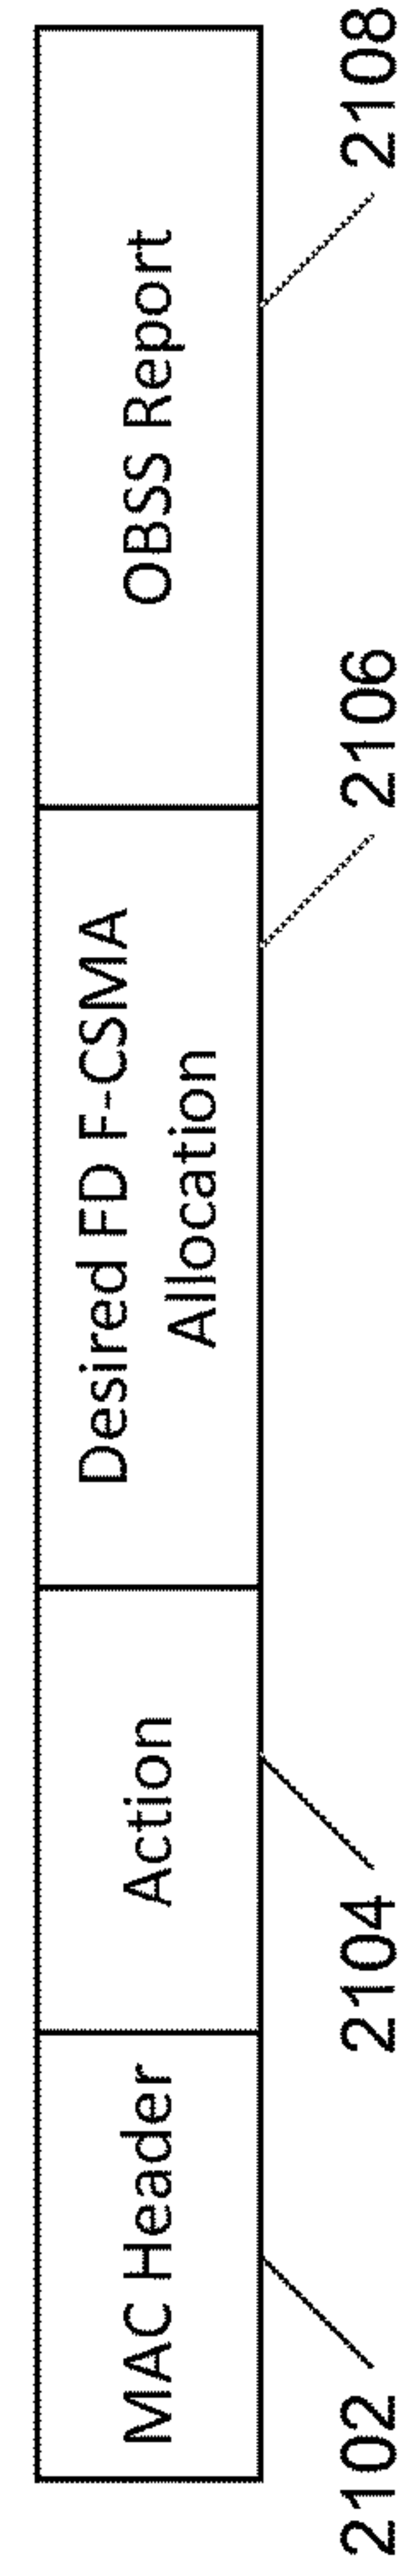 MAC Header
Action
Desired FD F-CSMA
Allocation
OBSS Report
2102
2104
2106
2108